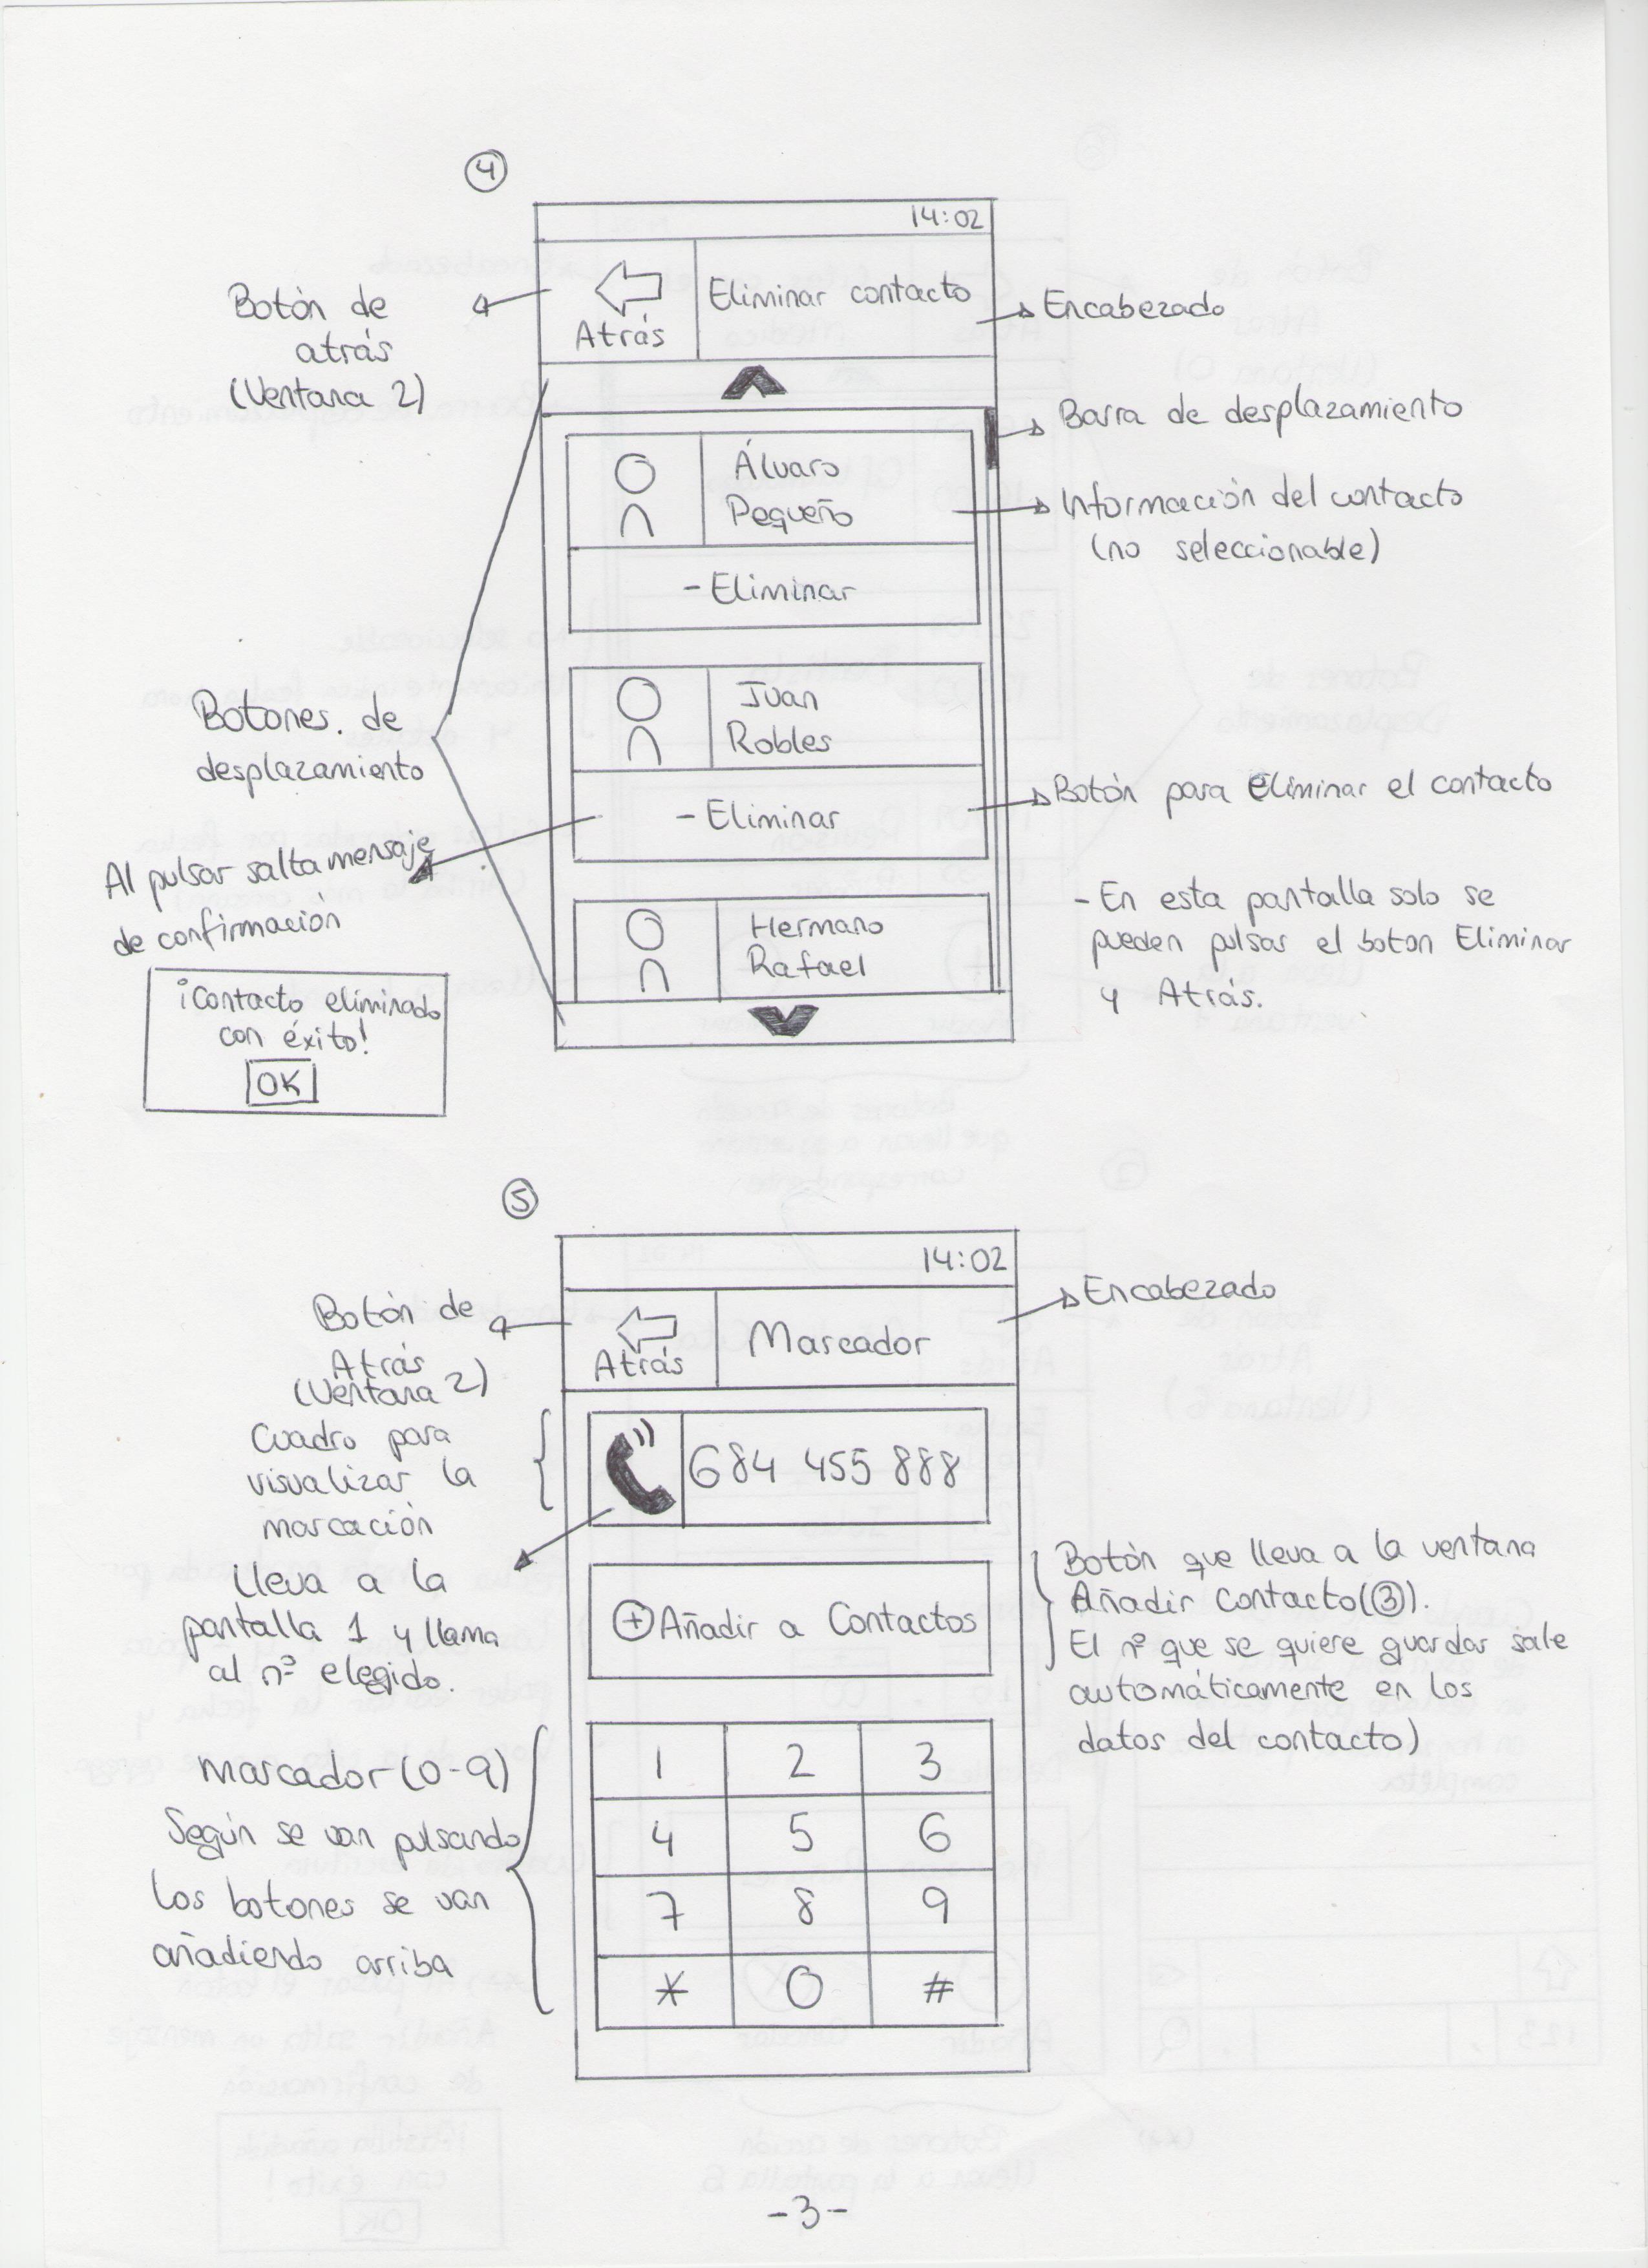 4
14:02
Atrás
Eliminar contacto
Botón de
atrás
(Ventana 2)
Encabezado
Barra de desplazamiento
Álvaro
Pequeño
- Eliminar
Información del contacto
(no seleccionable)
Juan
Robles
- Eliminar
Botones. de
desplazamiento
Botón para Eliminar el contacto
Al pulsar salta mensaje
de confirmación
¡Contacto eliminado
con éxito!
OK
Hermano
Rafael
- En esta pantalla solo se
pueden pulsar el boton Eliminar
y Atrás.
5
14:02
Atrás
Marcador
Botón de
Atrás
(Ventana 2)
Encabezado
684 455 888
Cuadro para
visualizar la
marcación
Lleva a la
pantalla 1 y llama
al nº elegido.
+ Añadir a Contactos
Botón que lleva a la ventana
Añadir Contacto(3).
El nº que se quiere guardar sale
automáticamente en los
datos del contacto)
Marcador (0-9)
Según se van pulsando
los botones se van
añadiendo arriba
1 2 3
4 5 6
7 8 9
* 0 #
-3-